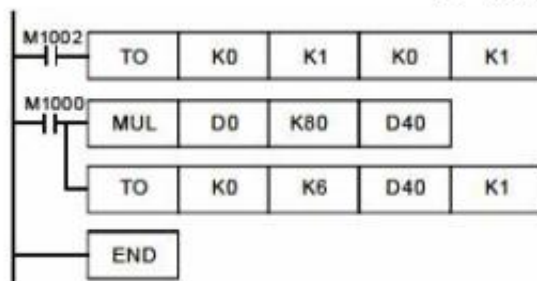 M1002
TO K0 K1 K0 K1
M1000
MUL D0 K80 D40
TO K0 K6 D40 K1
END